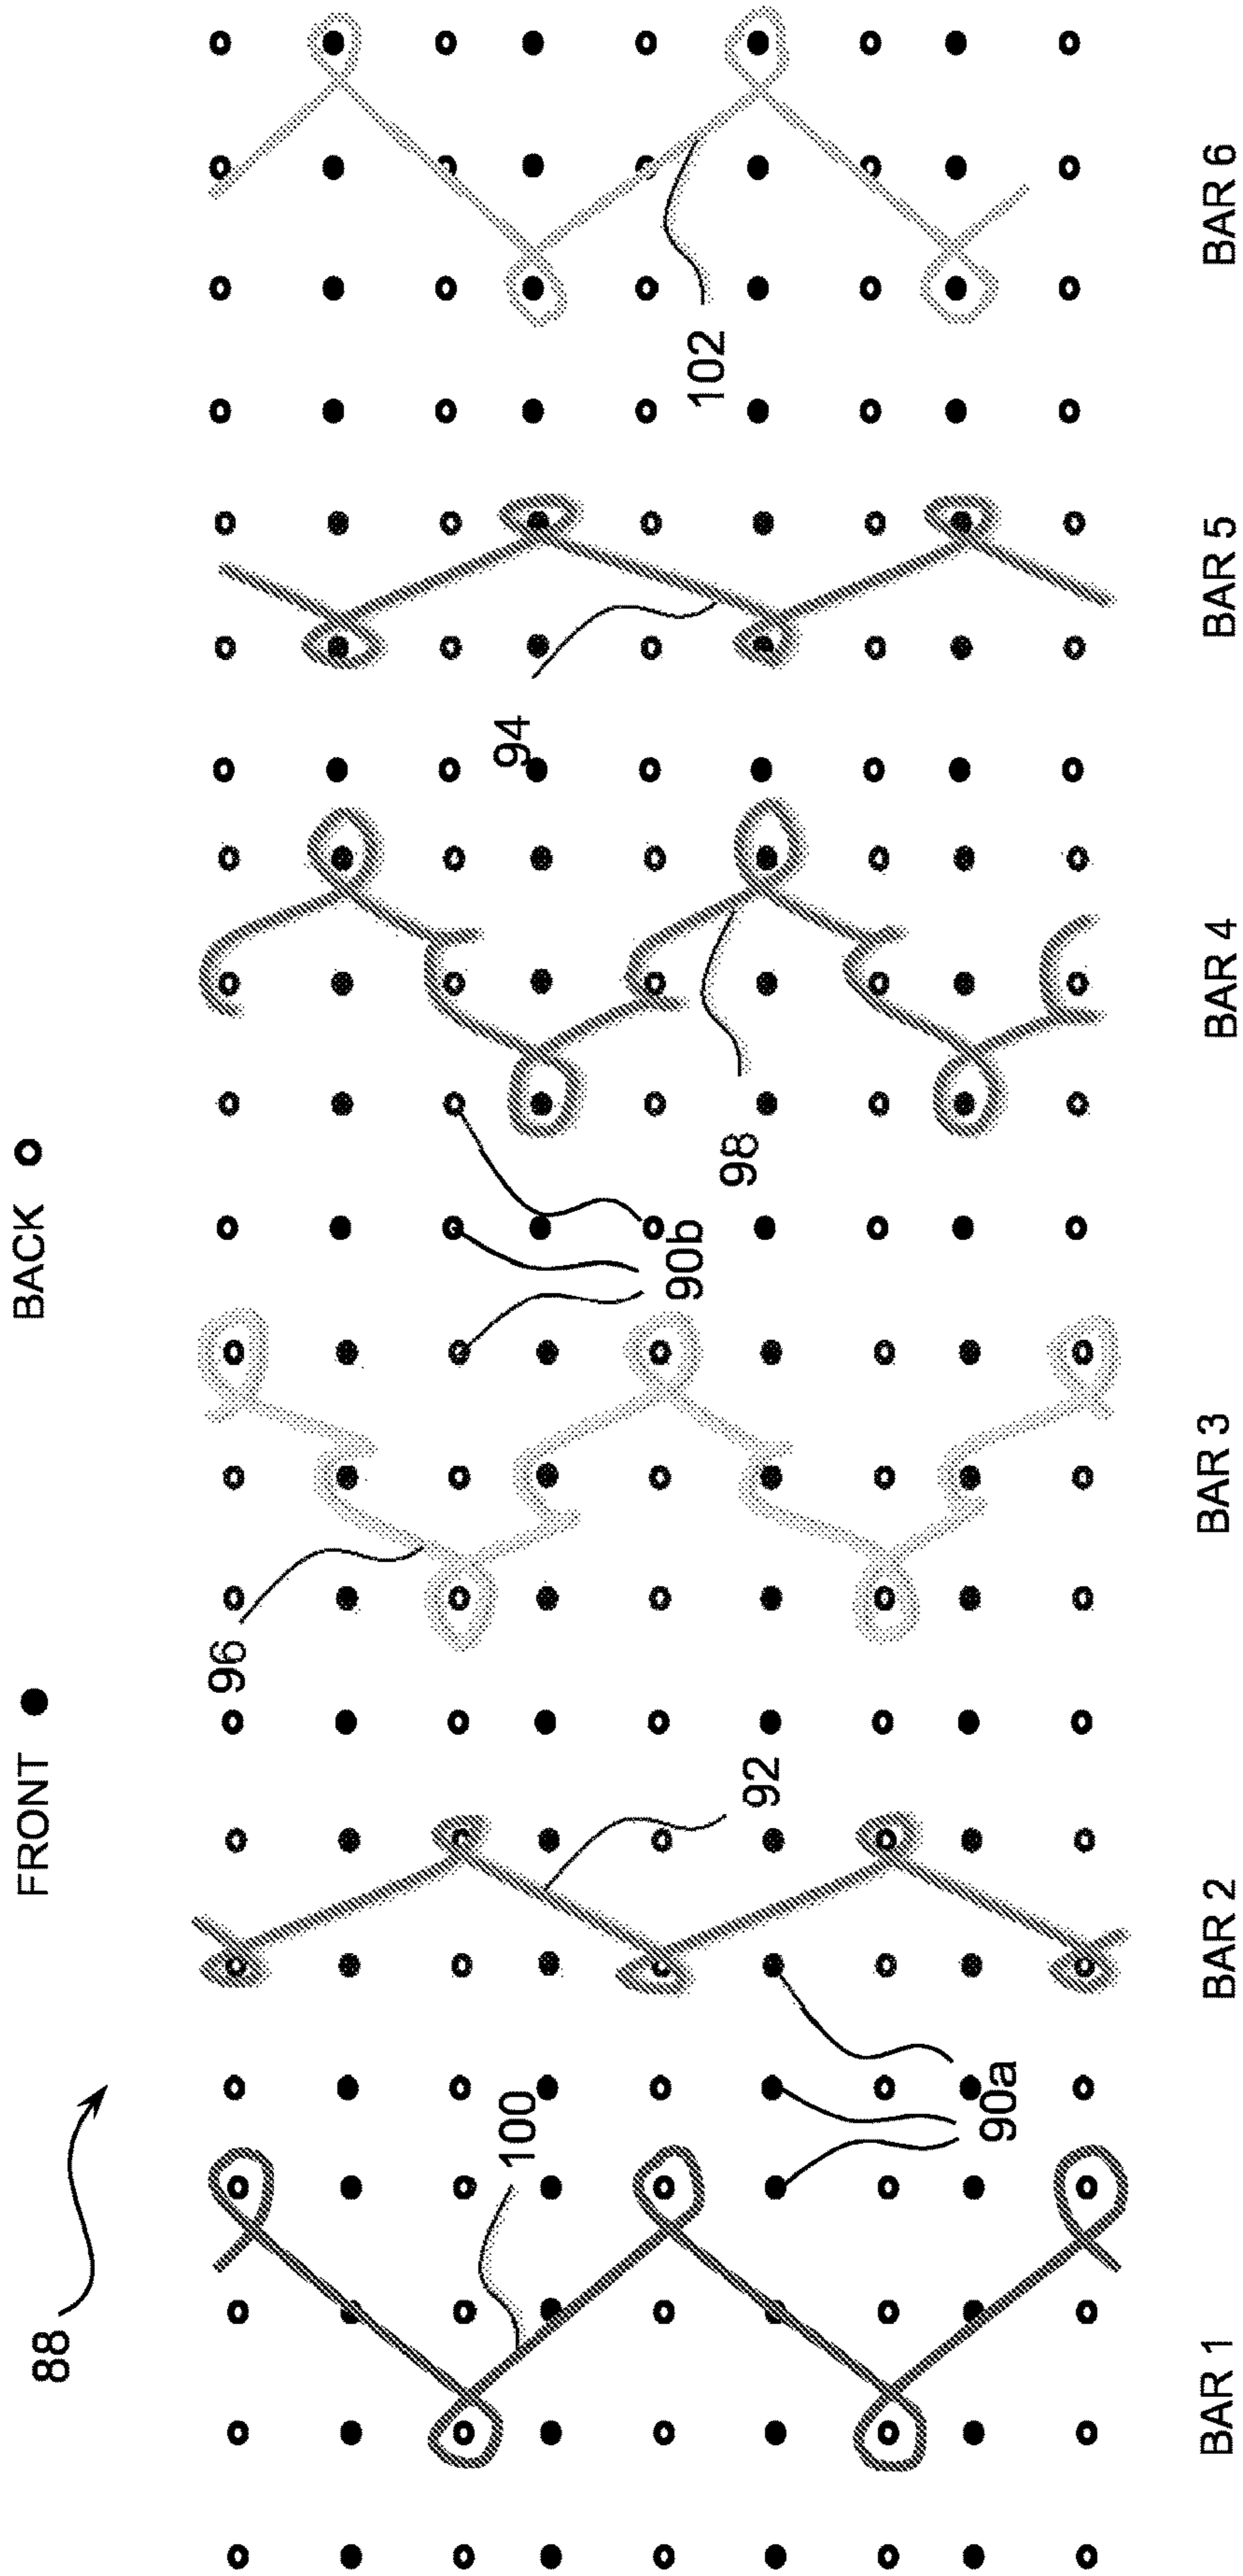 88
FRONT ●
BACK ○
100
92
96
98
94
102
90a
90b
BAR 1
BAR 2
BAR 3
BAR 4
BAR 5
BAR 6